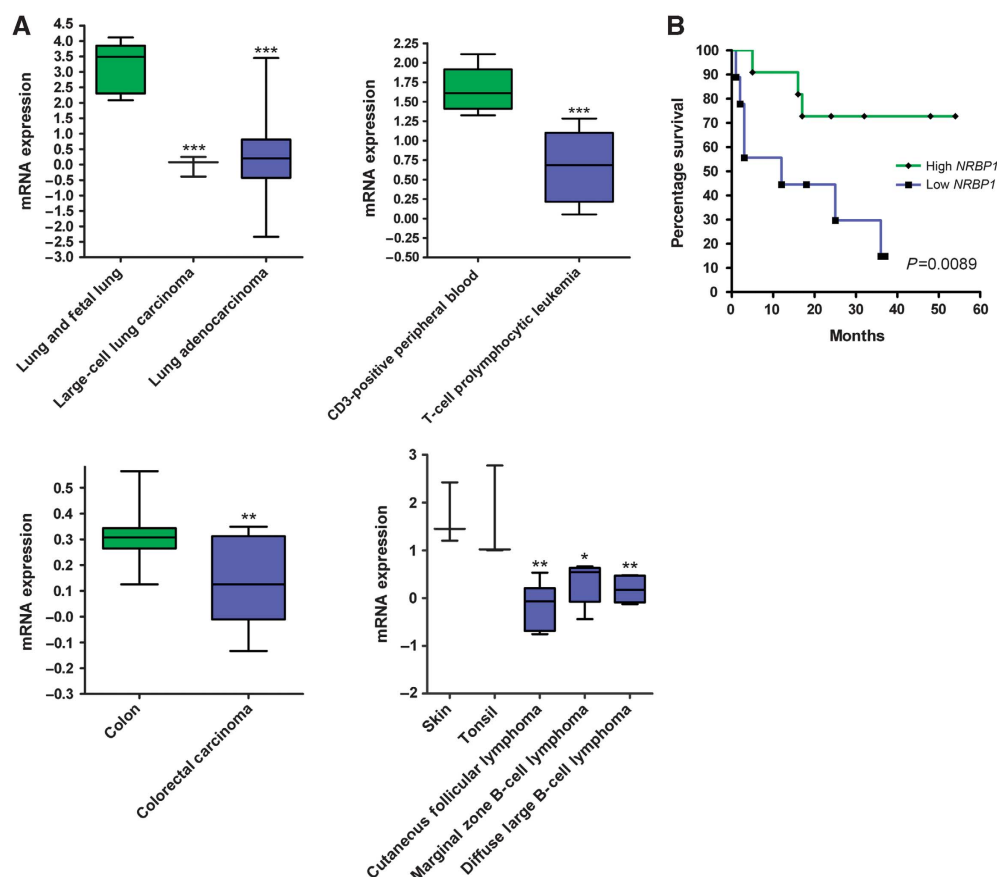 A
mRNA expression
4.5
4.0
3.5
3.0
2.5
2.0
1.5
1.0
0.5
0.0
–0.5
–1.0
–1.5
–2.0
–2.5
–3.0
***
***
Lung and fetal lung
Large-cell lung carcinoma
Lung adenocarcinoma
mRNA expression
2.25
2.00
1.75
1.50
1.25
1.00
0.75
0.50
0.25
0.00
–0.25
–0.50
***
CD3-positive peripheral blood
T-cell prolymphocytic leukemia
B
Percentage survival
100
90
80
70
60
50
40
30
20
10
0
0 10 20 30 40 50 60
Months
High NRBP1
Low NRBP1
P=0.0089
mRNA expression
0.5
0.4
0.3
0.2
0.1
–0.0
–0.1
–0.2
–0.3
**
Colon
Colorectal carcinoma
mRNA expression
3
2
1
0
–1
–2
**
*
**
Skin
Tonsil
Cutaneous follicular lymphoma
Marginal zone B-cell lymphoma
Diffuse large B-cell lymphoma